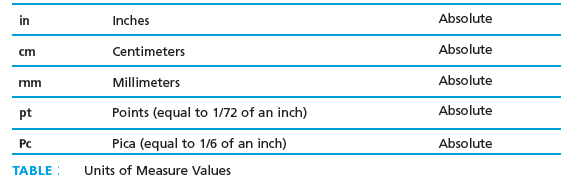 in Inches Absolute
cm Centimeters Absolute
mm Millimeters Absolute
pt Points (equal to 1/72 of an inch) Absolute
Pc Pica (equal to 1/6 of an inch) Absolute
TABLE Units of Measure Values